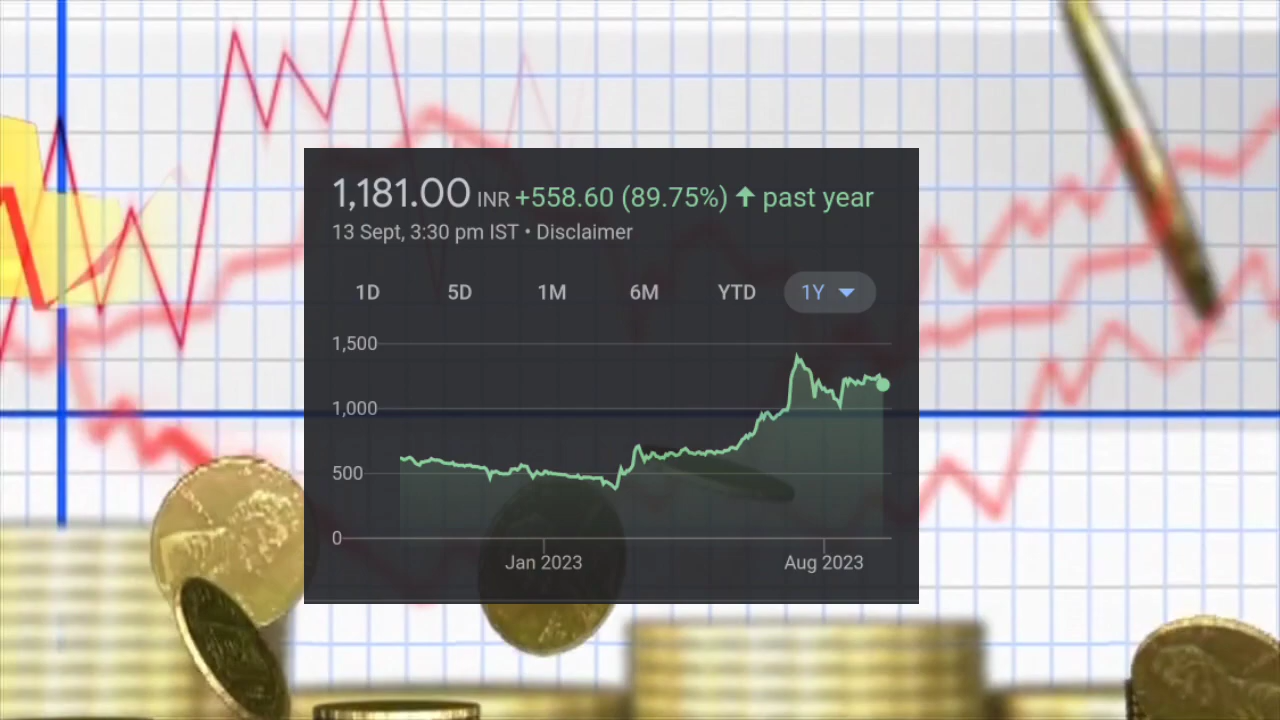 1,181.00 INR +558.60 (89.75%) ↑ past year
13 Sept, 3:30 pm IST • Disclaimer
1D 5D 1M 6M YTD 1Y
1,500
1,000
500
0
Jan 2023 Aug 2023